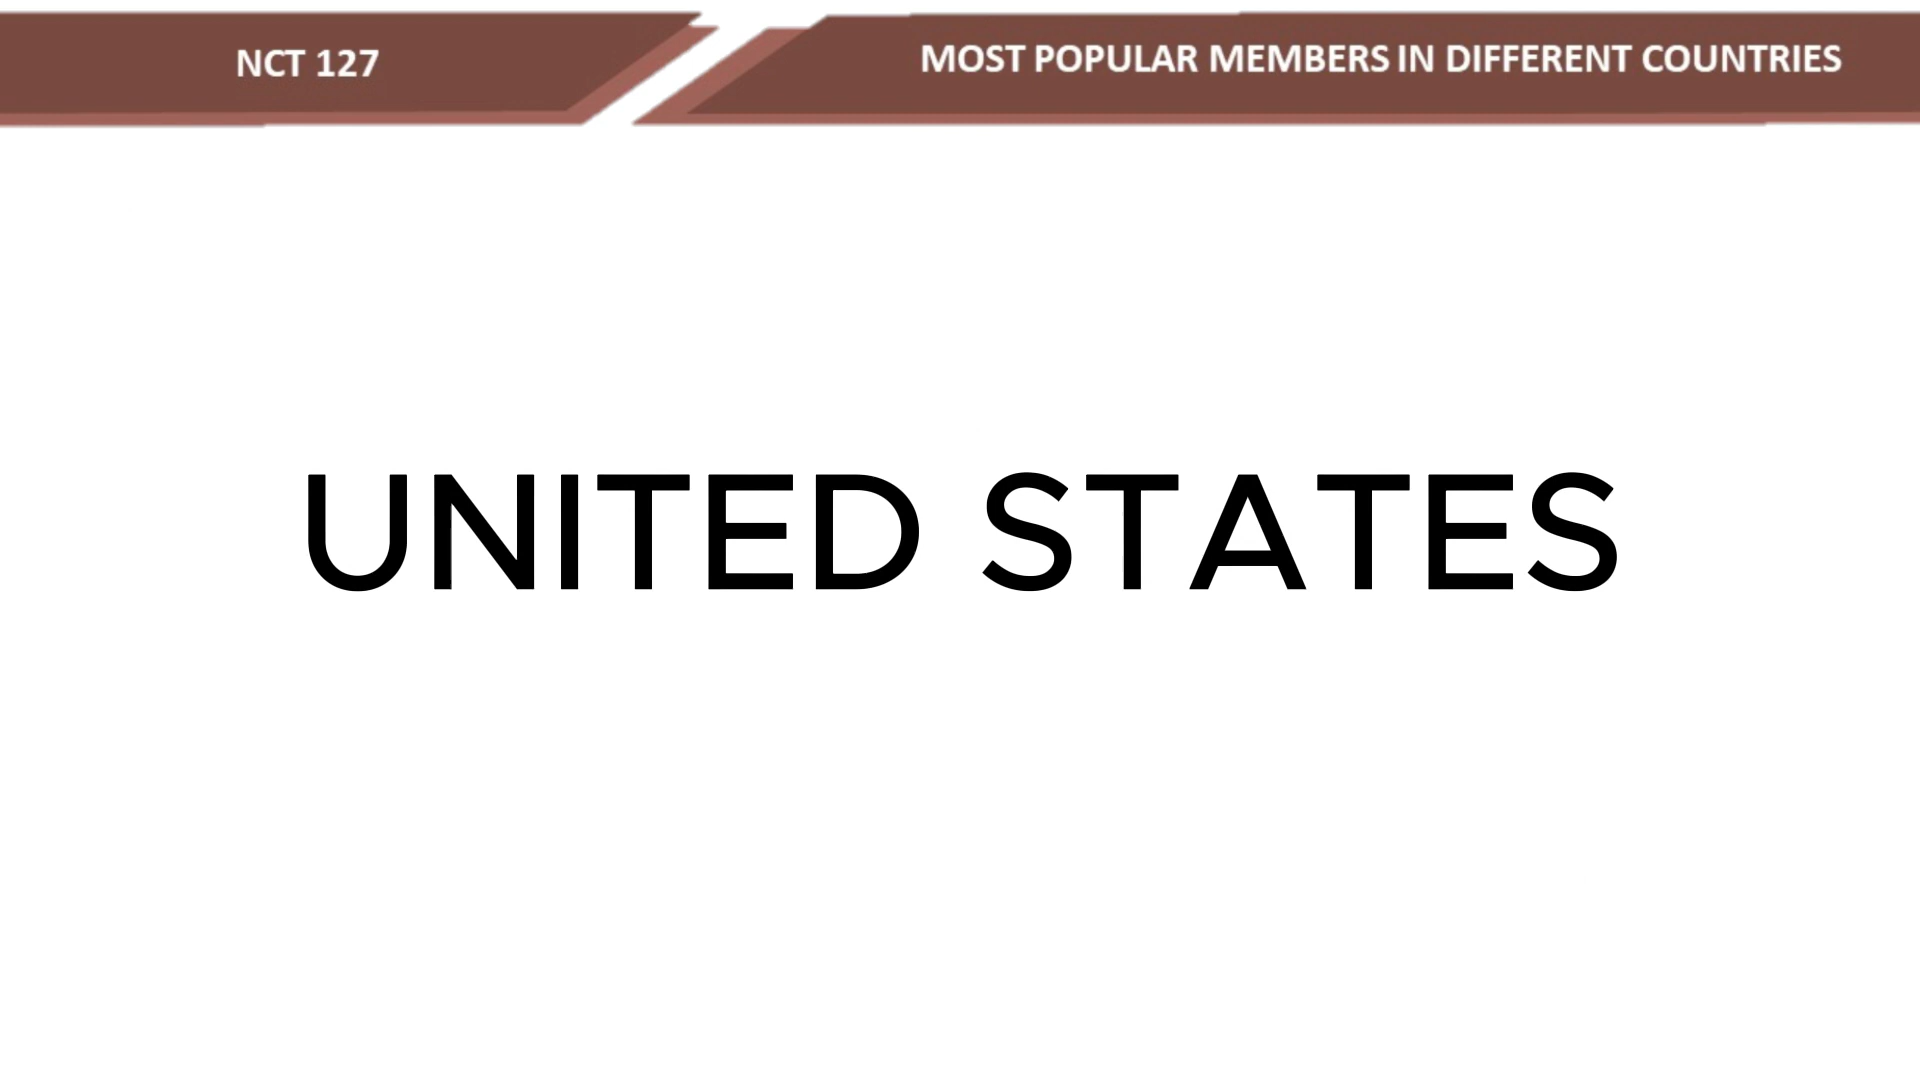 NCT 127
MOST POPULAR MEMBERS IN DIFFERENT COUNTRIES
UNITED STATES